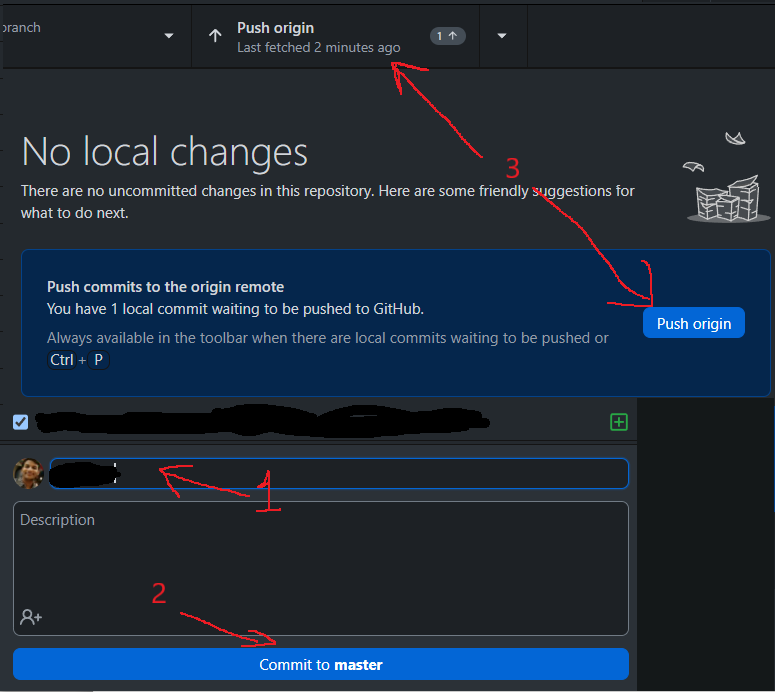 branch
Push origin
Last fetched 2 minutes ago
1
3
No local changes
There are no uncommitted changes in this repository. Here are some friendly suggestions for
what to do next.
Push commits to the origin remote
You have 1 local commit waiting to be pushed to GitHub.
Always available in the toolbar when there are local commits waiting to be pushed or
Ctrl + P
Push origin
1
Description
2
Commit to master